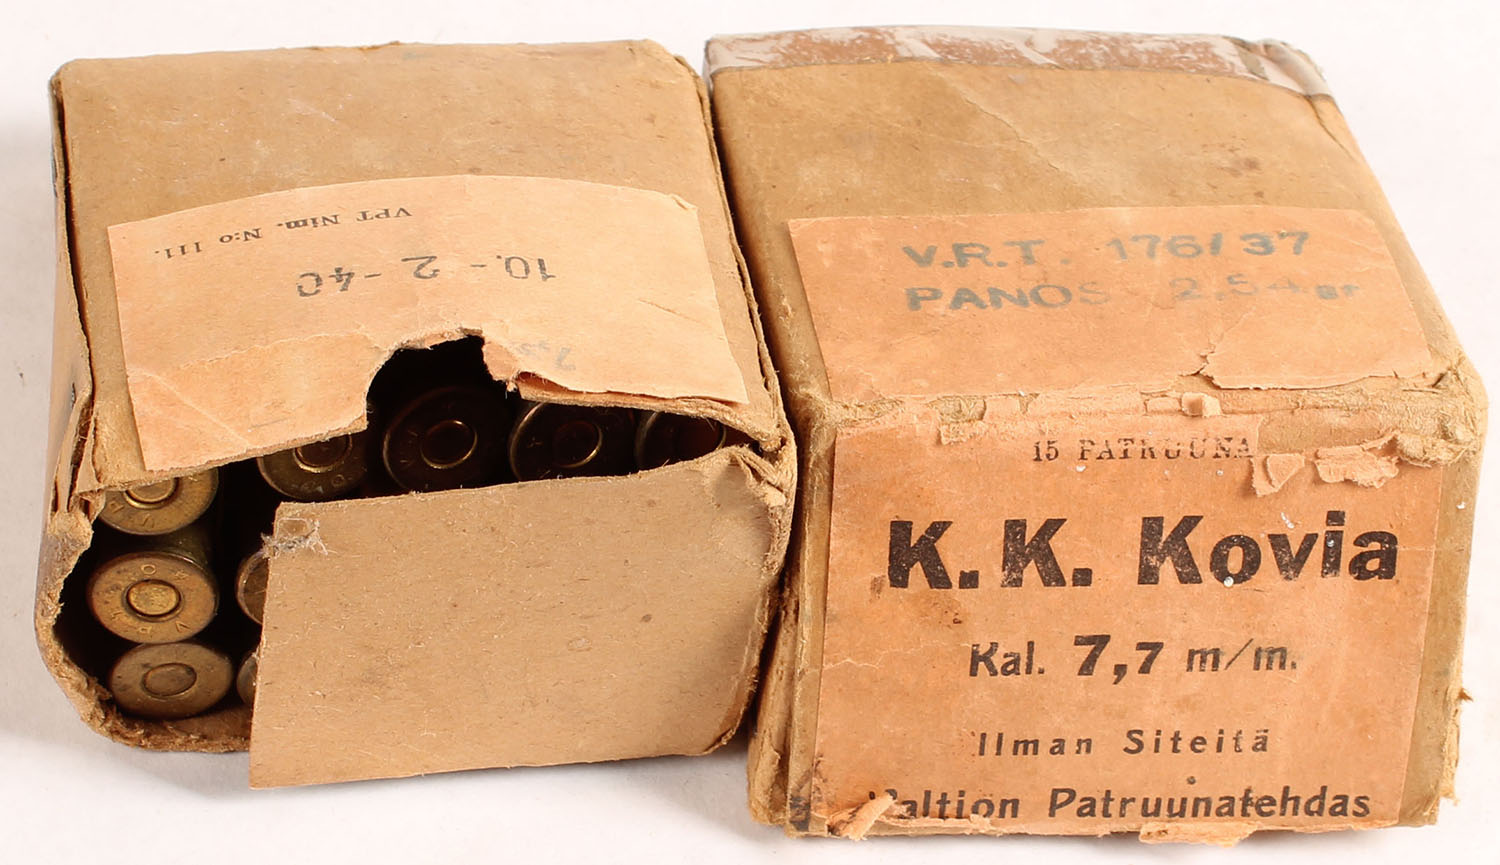 VPT Nim. N:o 111.
10.-2-40
7,
V.R.T. 176/37
PANOS 2,54 gr
15 PATRUUNA
K.K. Kovia
Kal. 7,7 m/m.
Ilman Siteitä
Valtion Patruunatehdas